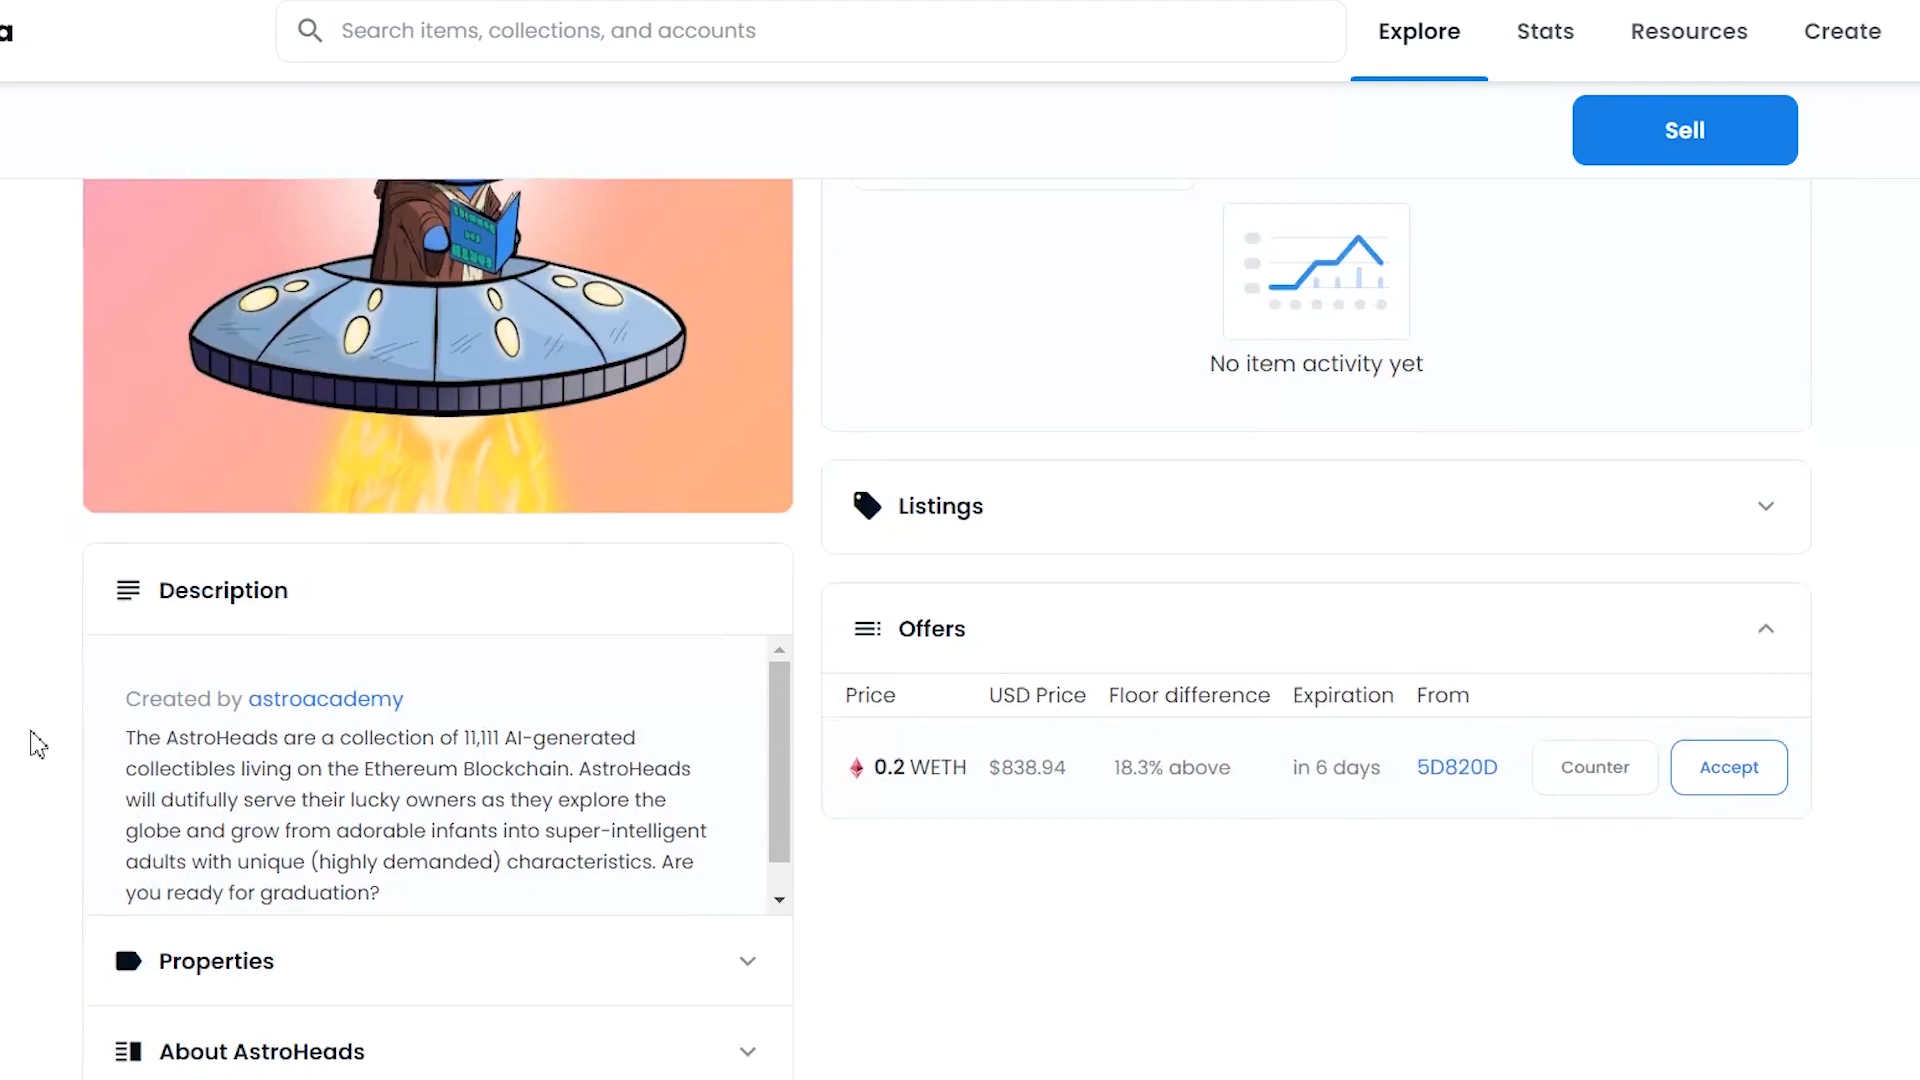 a
Search items, collections, and accounts
Explore
Stats
Resources
Create
Sell
No item activity yet
Listings
Offers
Price USD Price Floor difference Expiration From
0.2 WETH $838.94 18.3% above in 6 days 5D820D Counter Accept
Description
Created by astroacademy
The AstroHeads are a collection of 11,111 AI-generated
collectibles living on the Ethereum Blockchain. AstroHeads
will dutifully serve their lucky owners as they explore the
globe and grow from adorable infants into super-intelligent
adults with unique (highly demanded) characteristics. Are
you ready for graduation?
Properties
About AstroHeads